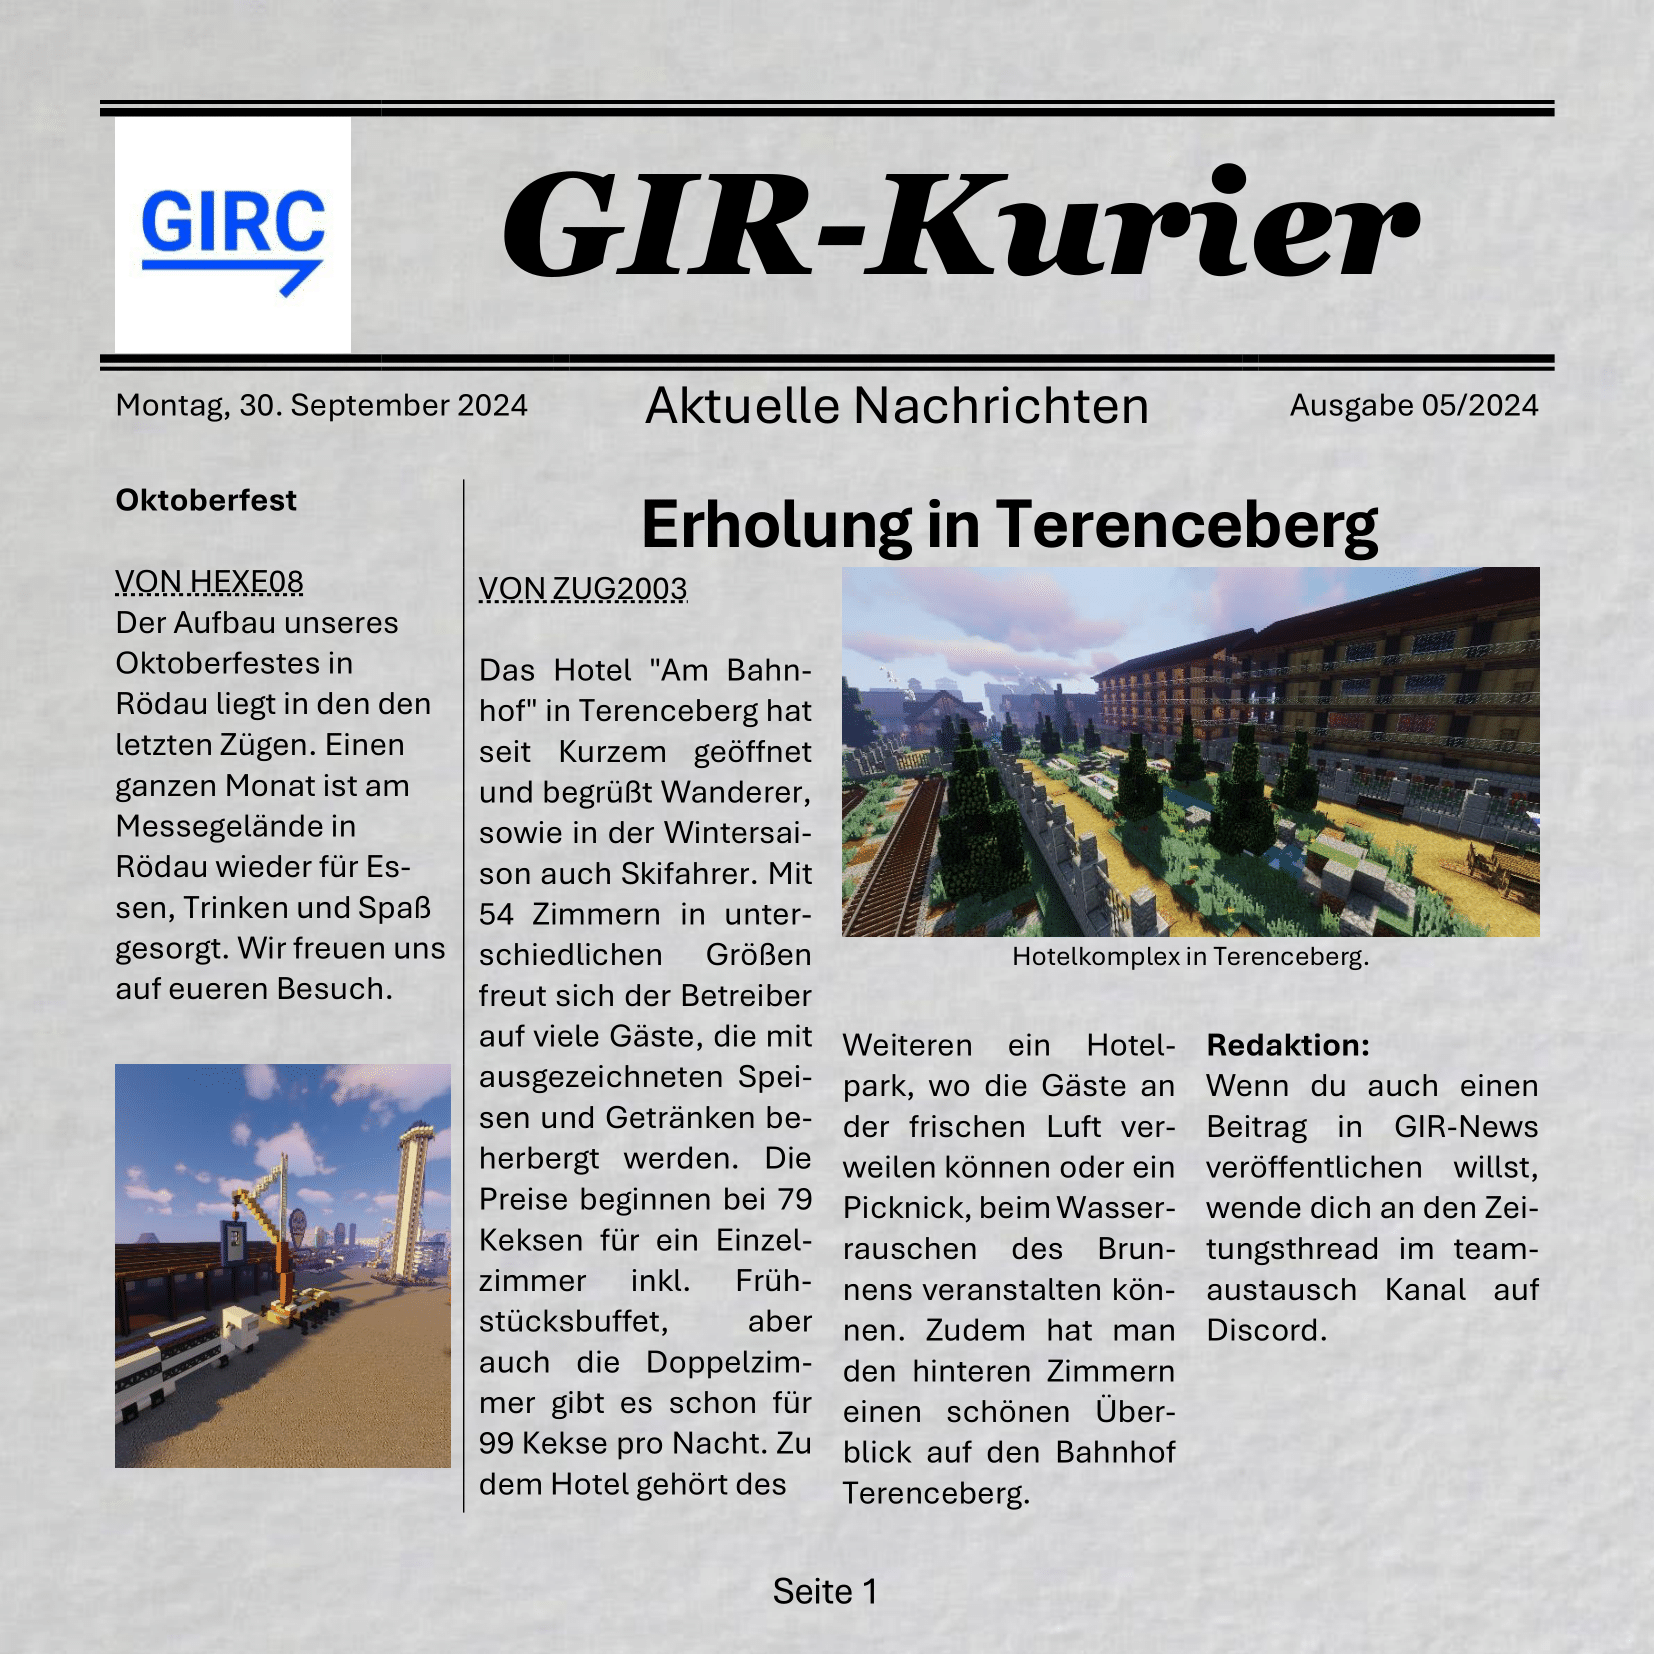 GIRC
GIR-Kurier
Montag, 30. September 2024
Aktuelle Nachrichten
Ausgabe 05/2024
Oktoberfest
VON HEXE08
Der Aufbau unseres
Oktoberfestes in
Rödau liegt in den den
letzten Zügen. Einen
ganzen Monat ist am
Messegelände in
Rödau wieder für Es-
sen, Trinken und Spaß
gesorgt. Wir freuen uns
auf eueren Besuch.
Erholung in Terenceberg
VON ZUG2003
Das Hotel "Am Bahn-
hof" in Terenceberg hat
seit Kurzem geöffnet
und begrüßt Wanderer,
sowie in der Wintersai-
son auch Skifahrer. Mit
54 Zimmern in unter-
schiedlichen Größen
freut sich der Betreiber
auf viele Gäste, die mit
ausgezeichneten Spei-
sen und Getränken be-
herbergt werden. Die
Preise beginnen bei 79
Keksen für ein Einzel-
zimmer inkl. Früh-
stücksbuffet, aber
auch die Doppelzim-
mer gibt es schon für
99 Kekse pro Nacht. Zu
dem Hotel gehört des
Hotelkomplex in Terenceberg.
Weiteren ein Hotel-
park, wo die Gäste an
der frischen Luft ver-
weilen können oder ein
Picknick, beim Wasser-
rauschen des Brun-
nens veranstalten kön-
nen. Zudem hat man
den hinteren Zimmern
einen schönen Über-
blick auf den Bahnhof
Terenceberg.
Redaktion:
Wenn du auch einen
Beitrag in GIR-News
veröffentlichen willst,
wende dich an den Zei-
tungsthread im team-
austausch Kanal auf
Discord.
Seite 1